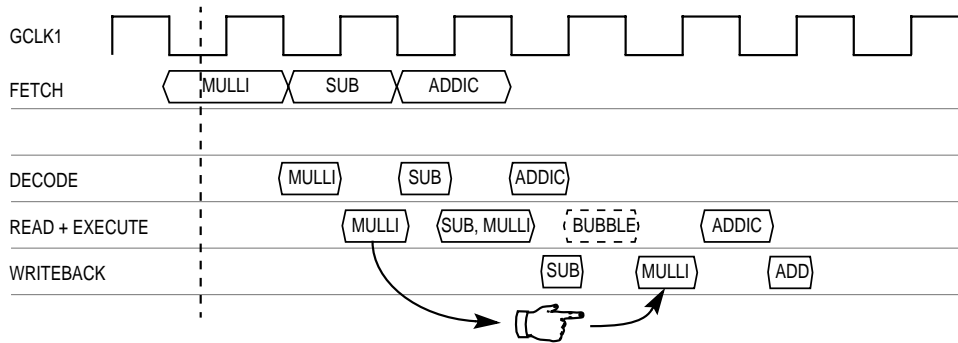 GCLK1
FETCH MULLI SUB ADDIC
DECODE MULLI SUB ADDIC
READ + EXECUTE MULLI SUB, MULLI BUBBLE ADDIC
WRITEBACK SUB MULLI ADD